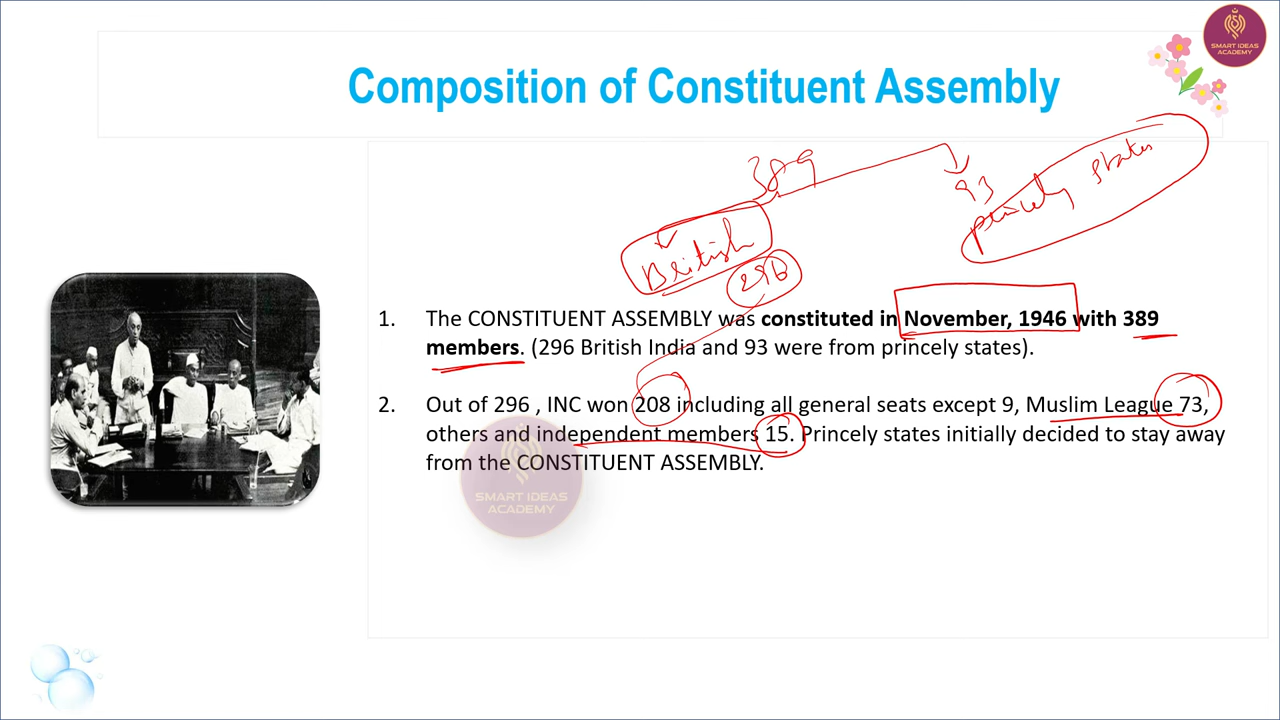 SMART IDEAS
ACADEMY
Composition of Constituent Assembly
389
93
princely states
British
296
1. The CONSTITUENT ASSEMBLY was constituted in November, 1946 with 389
members. (296 British India and 93 were from princely states).
2. Out of 296 , INC won 208 including all general seats except 9, Muslim League 73,
others and independent members 15. Princely states initially decided to stay away
from the CONSTITUENT ASSEMBLY.
SMART IDEAS
ACADEMY